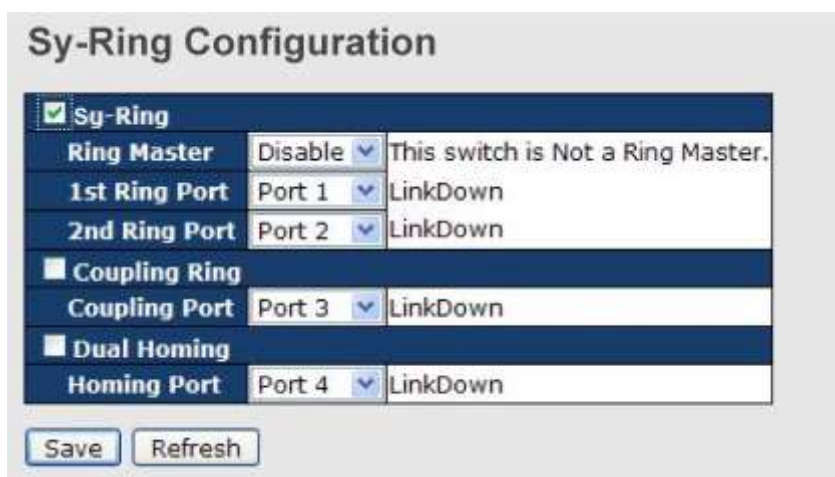 Sy-Ring Configuration
Sy-Ring
Ring Master Disable This switch is Not a Ring Master.
1st Ring Port Port 1 LinkDown
2nd Ring Port Port 2 LinkDown
Coupling Ring
Coupling Port Port 3 LinkDown
Dual Homing
Homing Port Port 4 LinkDown
Save Refresh